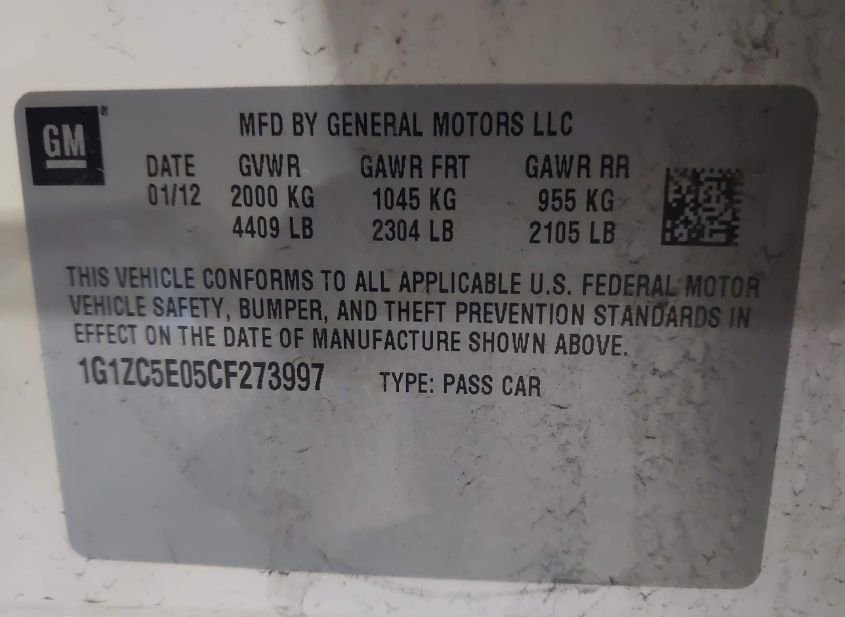 GM®
MFD BY GENERAL MOTORS LLC
DATE GVWR GAWR FRT GAWR RR
01/12 2000 KG 1045 KG 955 KG
4409 LB 2304 LB 2105 LB
THIS VEHICLE CONFORMS TO ALL APPLICABLE U.S. FEDERAL MOTOR
VEHICLE SAFETY, BUMPER, AND THEFT PREVENTION STANDARDS IN
EFFECT ON THE DATE OF MANUFACTURE SHOWN ABOVE.
1G1ZC5E05CF273997 TYPE: PASS CAR